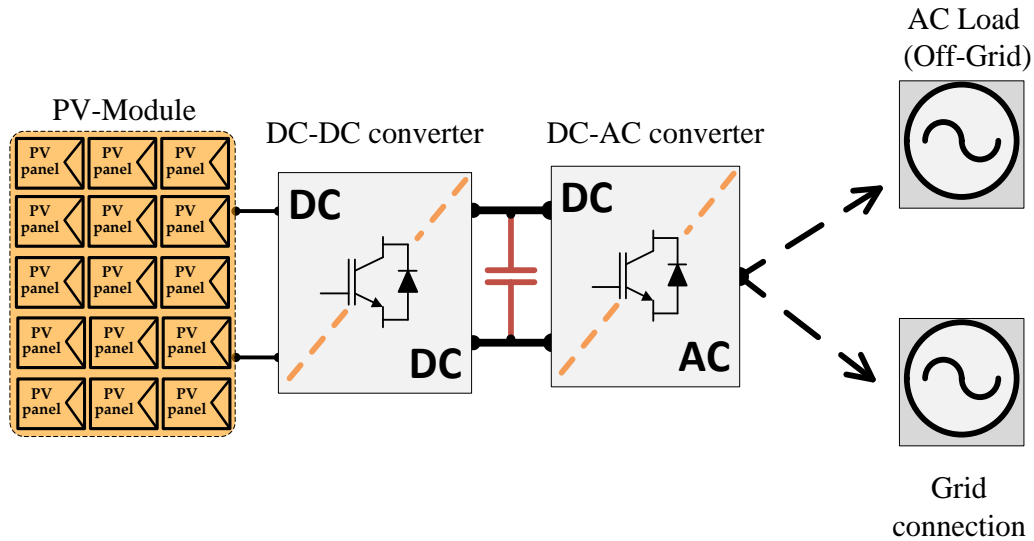 AC Load
(Off-Grid)
PV-Module
DC-DC converter
DC-AC converter
PV
panel
PV
panel
PV
panel
PV
panel
PV
panel
PV
panel
PV
panel
PV
panel
PV
panel
PV
panel
PV
panel
PV
panel
PV
panel
PV
panel
PV
panel
DC
DC
DC
AC
Grid
connection